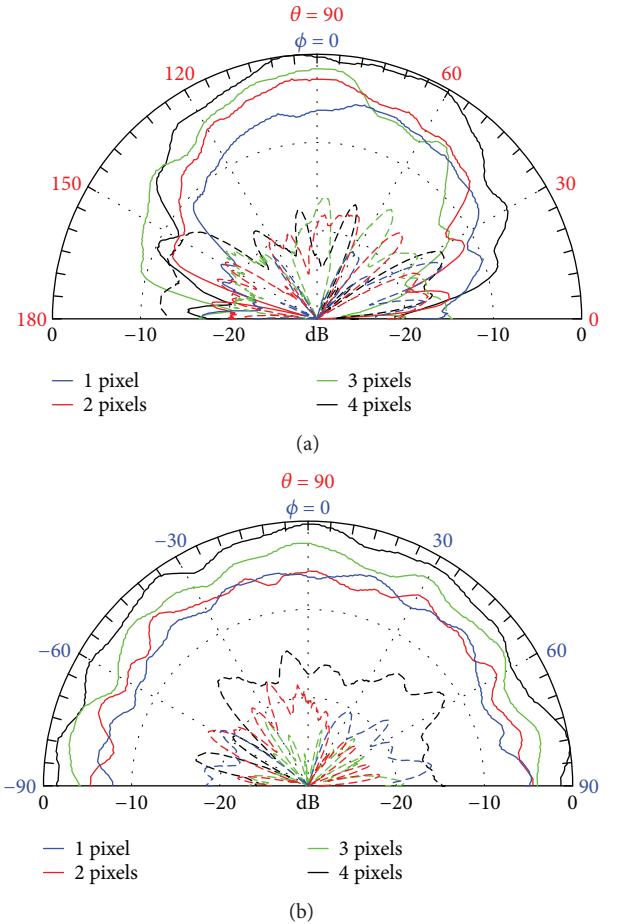 θ = 90
ϕ = 0
120
60
150
30
180
0
0
−10
−20
dB
−20
−10
0
1 pixel
3 pixels
2 pixels
4 pixels
(a)
θ = 90
ϕ = 0
−30
30
−60
60
−90
90
0
−10
−20
dB
−20
−10
0
1 pixel
3 pixels
2 pixels
4 pixels
(b)